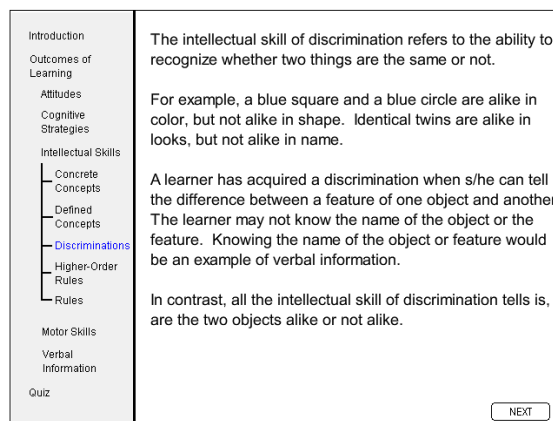 Introduction
Outcomes of
Learning
Attitudes
Cognitive
Strategies
Intellectual Skills
Concrete
Concepts
Defined
Concepts
Discriminations
Higher-Order
Rules
Rules
Motor Skills
Verbal
Information
Quiz
The intellectual skill of discrimination refers to the ability to
recognize whether two things are the same or not.
For example, a blue square and a blue circle are alike in
color, but not alike in shape.  Identical twins are alike in
looks, but not alike in name.
A learner has acquired a discrimination when s/he can tell
the difference between a feature of one object and another
The learner may not know the name of the object or the
feature.  Knowing the name of the object or feature would
be an example of verbal information.
In contrast, all the intellectual skill of discrimination tells is,
are the two objects alike or not alike.
NEXT